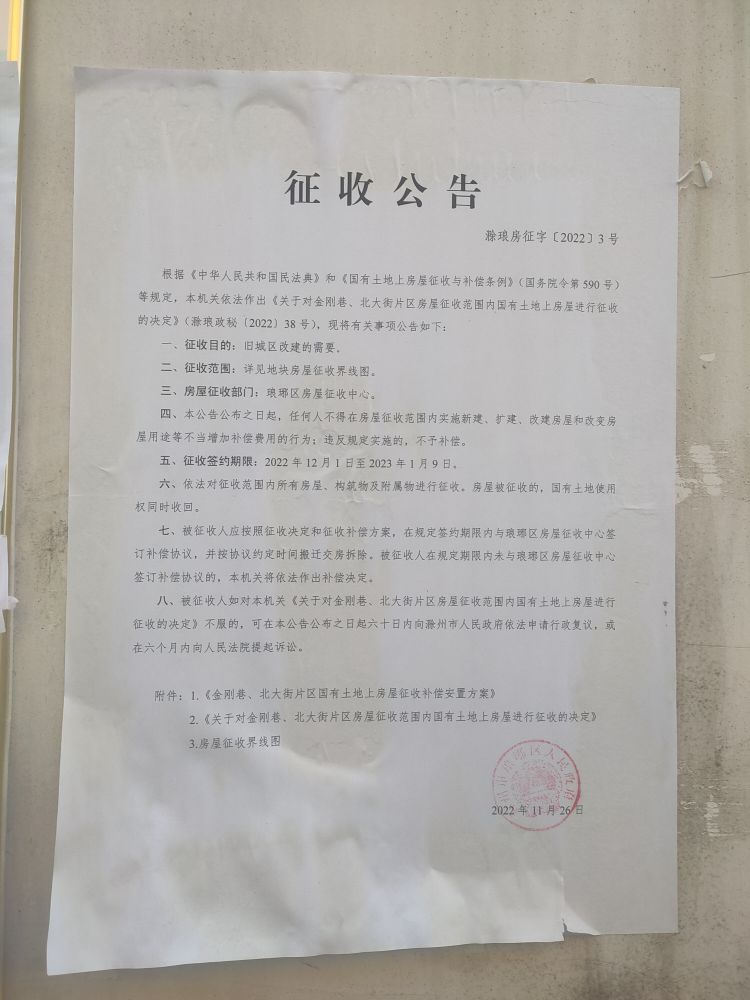 征收公告
滁琅房征字〔2022〕3号
根据《中华人民共和国民法典》和《国有土地上房屋征收与补偿条例》（国务院令第590号）
等规定，本机关依法作出《关于对金刚巷、北大街片区房屋征收范围内国有土地上房屋进行征收
的决定》（滁琅政秘〔2022〕38号），现将有关事项公告如下：
一、征收目的：旧城区改建的需要。
二、征收范围：详见地块房屋征收界线图。
三、房屋征收部门：琅琊区房屋征收中心。
四、本公告公布之日起，任何人不得在房屋征收范围内实施新建、扩建、改建房屋和改变房
屋用途等不当增加补偿费用的行为；违反规定实施的，不予补偿。
五、征收签约期限：2022年12月1日至2023年1月9日。
六、依法对征收范围内所有房屋、构筑物及附属物进行征收。房屋被征收的，国有土地使用
权同时收回。
七、被征收人应按照征收决定和征收补偿方案，在规定签约期限内与琅琊区房屋征收中心签
订补偿协议，并按协议约定时间搬迁交房拆除。被征收人在规定期限内未与琅琊区房屋征收中心
签订补偿协议的，本机关将依法作出补偿决定。
八、被征收人如对本机关《关于对金刚巷、北大街片区房屋征收范围内国有土地上房屋进行
征收的决定》不服的，可在本公告公布之日起六十日内向滁州市人民政府依法申请行政复议，或
在六个月内向人民法院提起诉讼。
附件：1.《金刚巷、北大街片区国有土地上房屋征收补偿安置方案》
2.《关于对金刚巷、北大街片区房屋征收范围内国有土地上房屋进行征收的决定》
3.房屋征收界线图
琊区人民政府
2022年11月26日